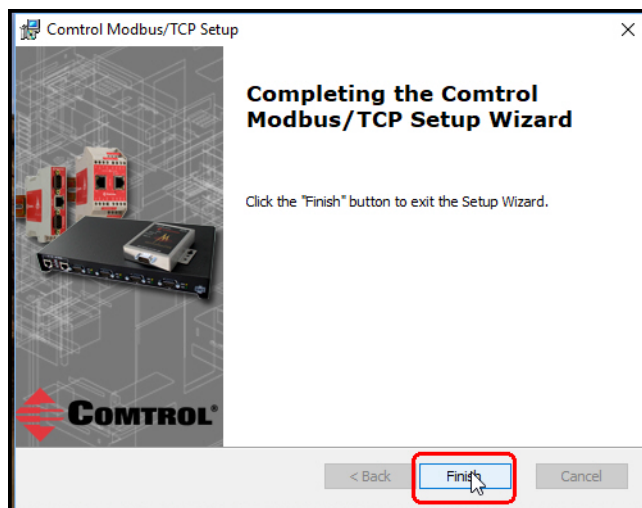 Comtrol Modbus/TCP Setup
Completing the Comtrol
Modbus/TCP Setup Wizard
Click the "Finish" button to exit the Setup Wizard.
COMTROL®
< Back Finish Cancel